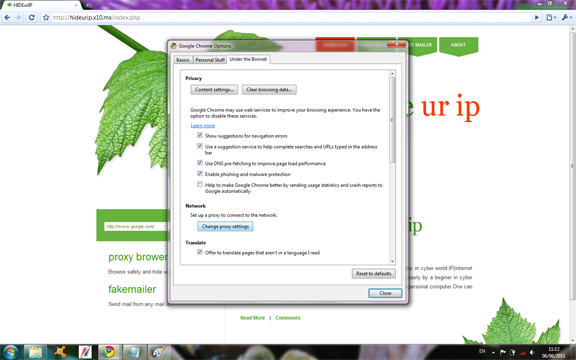 HIDEurIP
http://hideurip.x10.mx/index.php
Google Chrome Options
MAILER
ABOUT
Basics
Personal Stuff
Under the Bonnet
Privacy
Content settings...
Clear browsing data...
Google Chrome may use web services to improve your browsing experience. You have the
option to disable these services.
Learn more
Show suggestions for navigation errors
Use a suggestion service to help complete searches and URLs typed in the address
bar
Use DNS pre-fetching to improve page load performance
Enable phishing and malware protection
Help to make Google Chrome better by sending usage statistics and crash reports to
Google automatically
Network
Set up a proxy to connect to the network.
Change proxy settings
Translate
Offer to translate pages that aren't in a language I read
Reset to defaults
Close
ur ip
ip
http://www.google.com/
proxy brower
Browse safely and hide u
fakemailer
Send mail from any mail
in cyber world.IP(internet
easily by a beginer in cyber
personal computer.One can
Read More | Comments
EN
11:12
06/06/2011